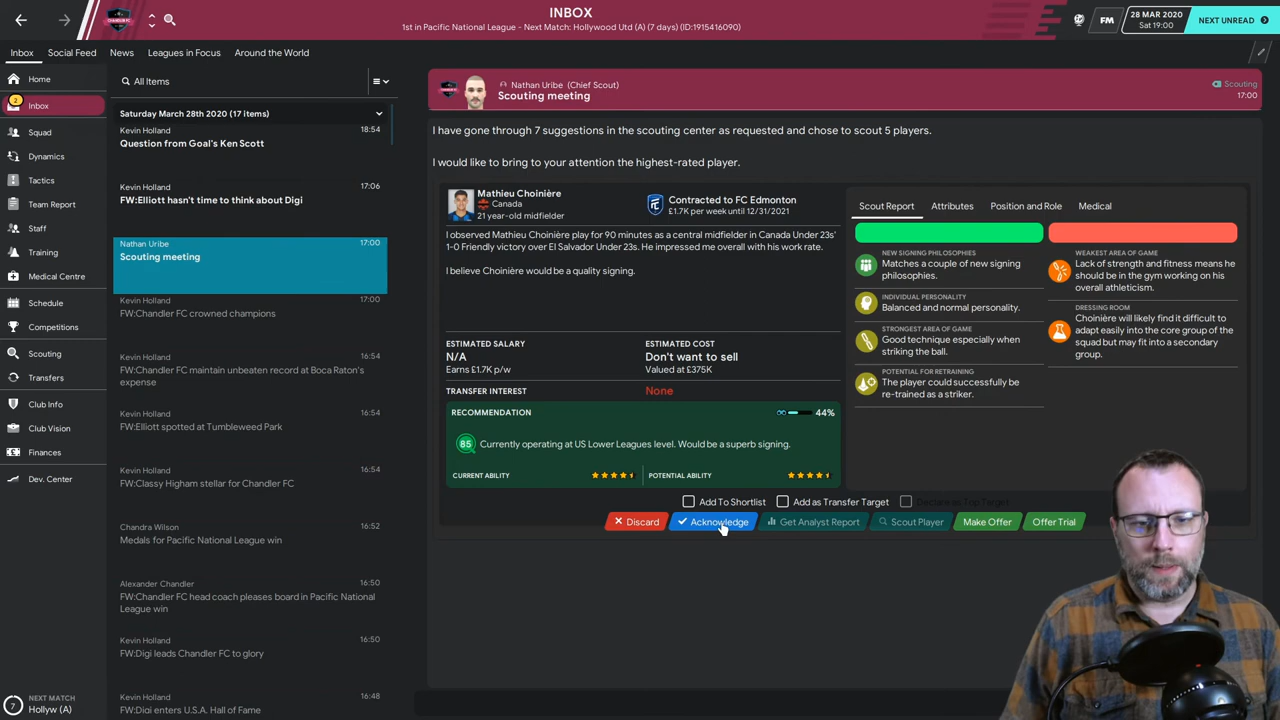 INBOX
1st in Pacific National League - Next Match: Hollywood Utd (A) (7 days) (ID:1915416090)
CHANDLER FC
FM
28 MAR 2020
Sat 19:00
NEXT UNREAD
Inbox
Social Feed
News
Leagues in Focus
Around the World
Home
2
Inbox
Squad
Dynamics
Tactics
Team Report
Staff
Training
Medical Centre
Schedule
Competitions
Scouting
Transfers
Club Info
Club Vision
Finances
Dev. Center
7
NEXT MATCH
Hollyw (A)
All Items
Saturday March 28th 2020 (17 items)
Kevin Holland
18:54
Question from Goal's Ken Scott
Kevin Holland
17:06
FW:Elliott hasn't time to think about Digi
Nathan Uribe
17:00
Scouting meeting
Kevin Holland
17:00
FW:Chandler FC crowned champions
Kevin Holland
16:54
FW:Chandler FC maintain unbeaten record at Boca Raton's
expense
Kevin Holland
16:54
FW:Elliott spotted at Tumbleweed Park
Kevin Holland
16:54
FW:Classy Higham stellar for Chandler FC
Chandra Wilson
16:52
Medals for Pacific National League win
Alexander Chandler
16:50
FW:Chandler FC head coach pleases board in Pacific National
League win
Kevin Holland
16:50
FW:Digi leads Chandler FC to glory
Kevin Holland
16:48
FW:Digi enters U.S.A. Hall of Fame
Nathan Uribe (Chief Scout)
Scouting meeting
Scouting
17:00
I have gone through 7 suggestions in the scouting center as requested and chose to scout 5 players.
I would like to bring to your attention the highest-rated player.
Mathieu Choinière
Canada
21 year-old midfielder
Contracted to FC Edmonton
£1.7K per week until 12/31/2021
I observed Mathieu Choinière play for 90 minutes as a central midfielder in Canada Under 23s'
1-0 Friendly victory over El Salvador Under 23s. He impressed me overall with his work rate.
I believe Choinière would be a quality signing.
ESTIMATED SALARY
N/A
Earns £1.7K p/w
ESTIMATED COST
Don't want to sell
Valued at £375K
TRANSFER INTEREST
None
RECOMMENDATION
44%
85
Currently operating at US Lower Leagues level. Would be a superb signing.
CURRENT ABILITY
POTENTIAL ABILITY
Scout Report
Attributes
Position and Role
Medical
NEW SIGNING PHILOSOPHIES
Matches a couple of new signing
philosophies.
INDIVIDUAL PERSONALITY
Balanced and normal personality.
STRONGEST AREA OF GAME
Good technique especially when
striking the ball.
POTENTIAL FOR RETRAINING
The player could successfully be
re-trained as a striker.
WEAKEST AREA OF GAME
Lack of strength and fitness means he
should be in the gym working on his
overall athleticism.
DRESSING ROOM
Choinière will likely find it difficult to
adapt easily into the core group of the
squad but may fit into a secondary
group.
Add To Shortlist
Add as Transfer Target
Declare as Top Target
Discard
Acknowledge
Get Analyst Report
Scout Player
Make Offer
Offer Trial